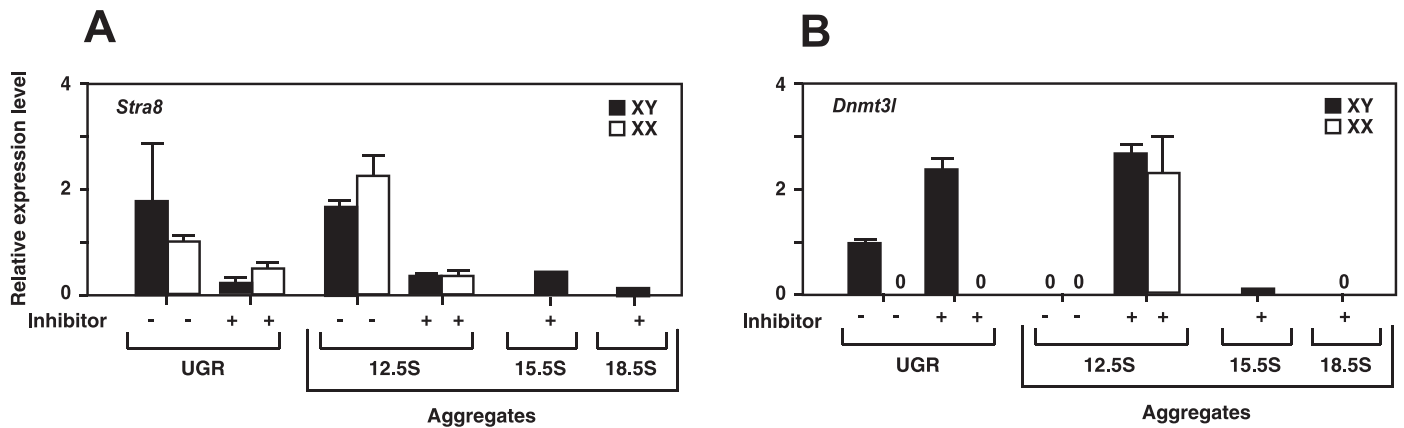 A
B
Relative expression level
4
2
0
Stra8
XY
XX
Inhibitor
- - + + - - + + + +
UGR
12.5S
15.5S
18.5S
Aggregates
4
2
0
Dnmt3l
XY
XX
0 0 0 0 0
Inhibitor
- - + + - - + + + +
UGR
12.5S
15.5S
18.5S
Aggregates